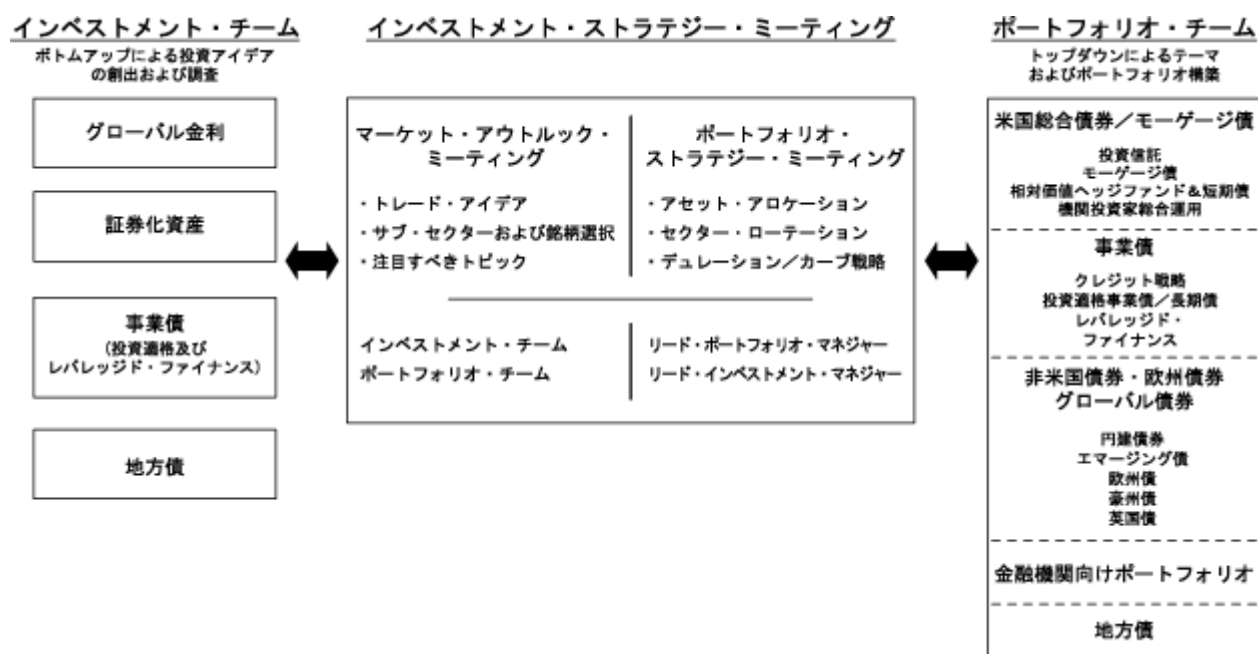 インベストメント・チーム
ボトムアップによる投資アイデア
の創出および調査
グローバル金利
証券化資産
事業債
(投資適格及び
レバレッジド・ファイナンス)
地方債
インベストメント・ストラテジー・ミーティング
マーケット・アウトルック・
ミーティング
・トレード・アイデア
・サブ・セクターおよび銘柄選択
・注目すべきトピック
インベストメント・チーム
ポートフォリオ・チーム
ポートフォリオ・
ストラテジー・ミーティング
・アセット・アロケーション
・セクター・ローテーション
・デュレーション/カーブ戦略
リード・ポートフォリオ・マネジャー
リード・インベストメント・マネジャー
ポートフォリオ・チーム
トップダウンによるテーマ
およびポートフォリオ構築
米国総合債券/モーゲージ債
投資信託
モーゲージ債
相対価値ヘッジファンド&短期債
機関投資家総合運用
事業債
クレジット戦略
投資適格事業債/長期債
レバレッジド・
ファイナンス
非米国債券・欧州債券
グローバル債券
円建債券
エマージング債
欧州債
豪州債
英国債
金融機関向けポートフォリオ
地方債